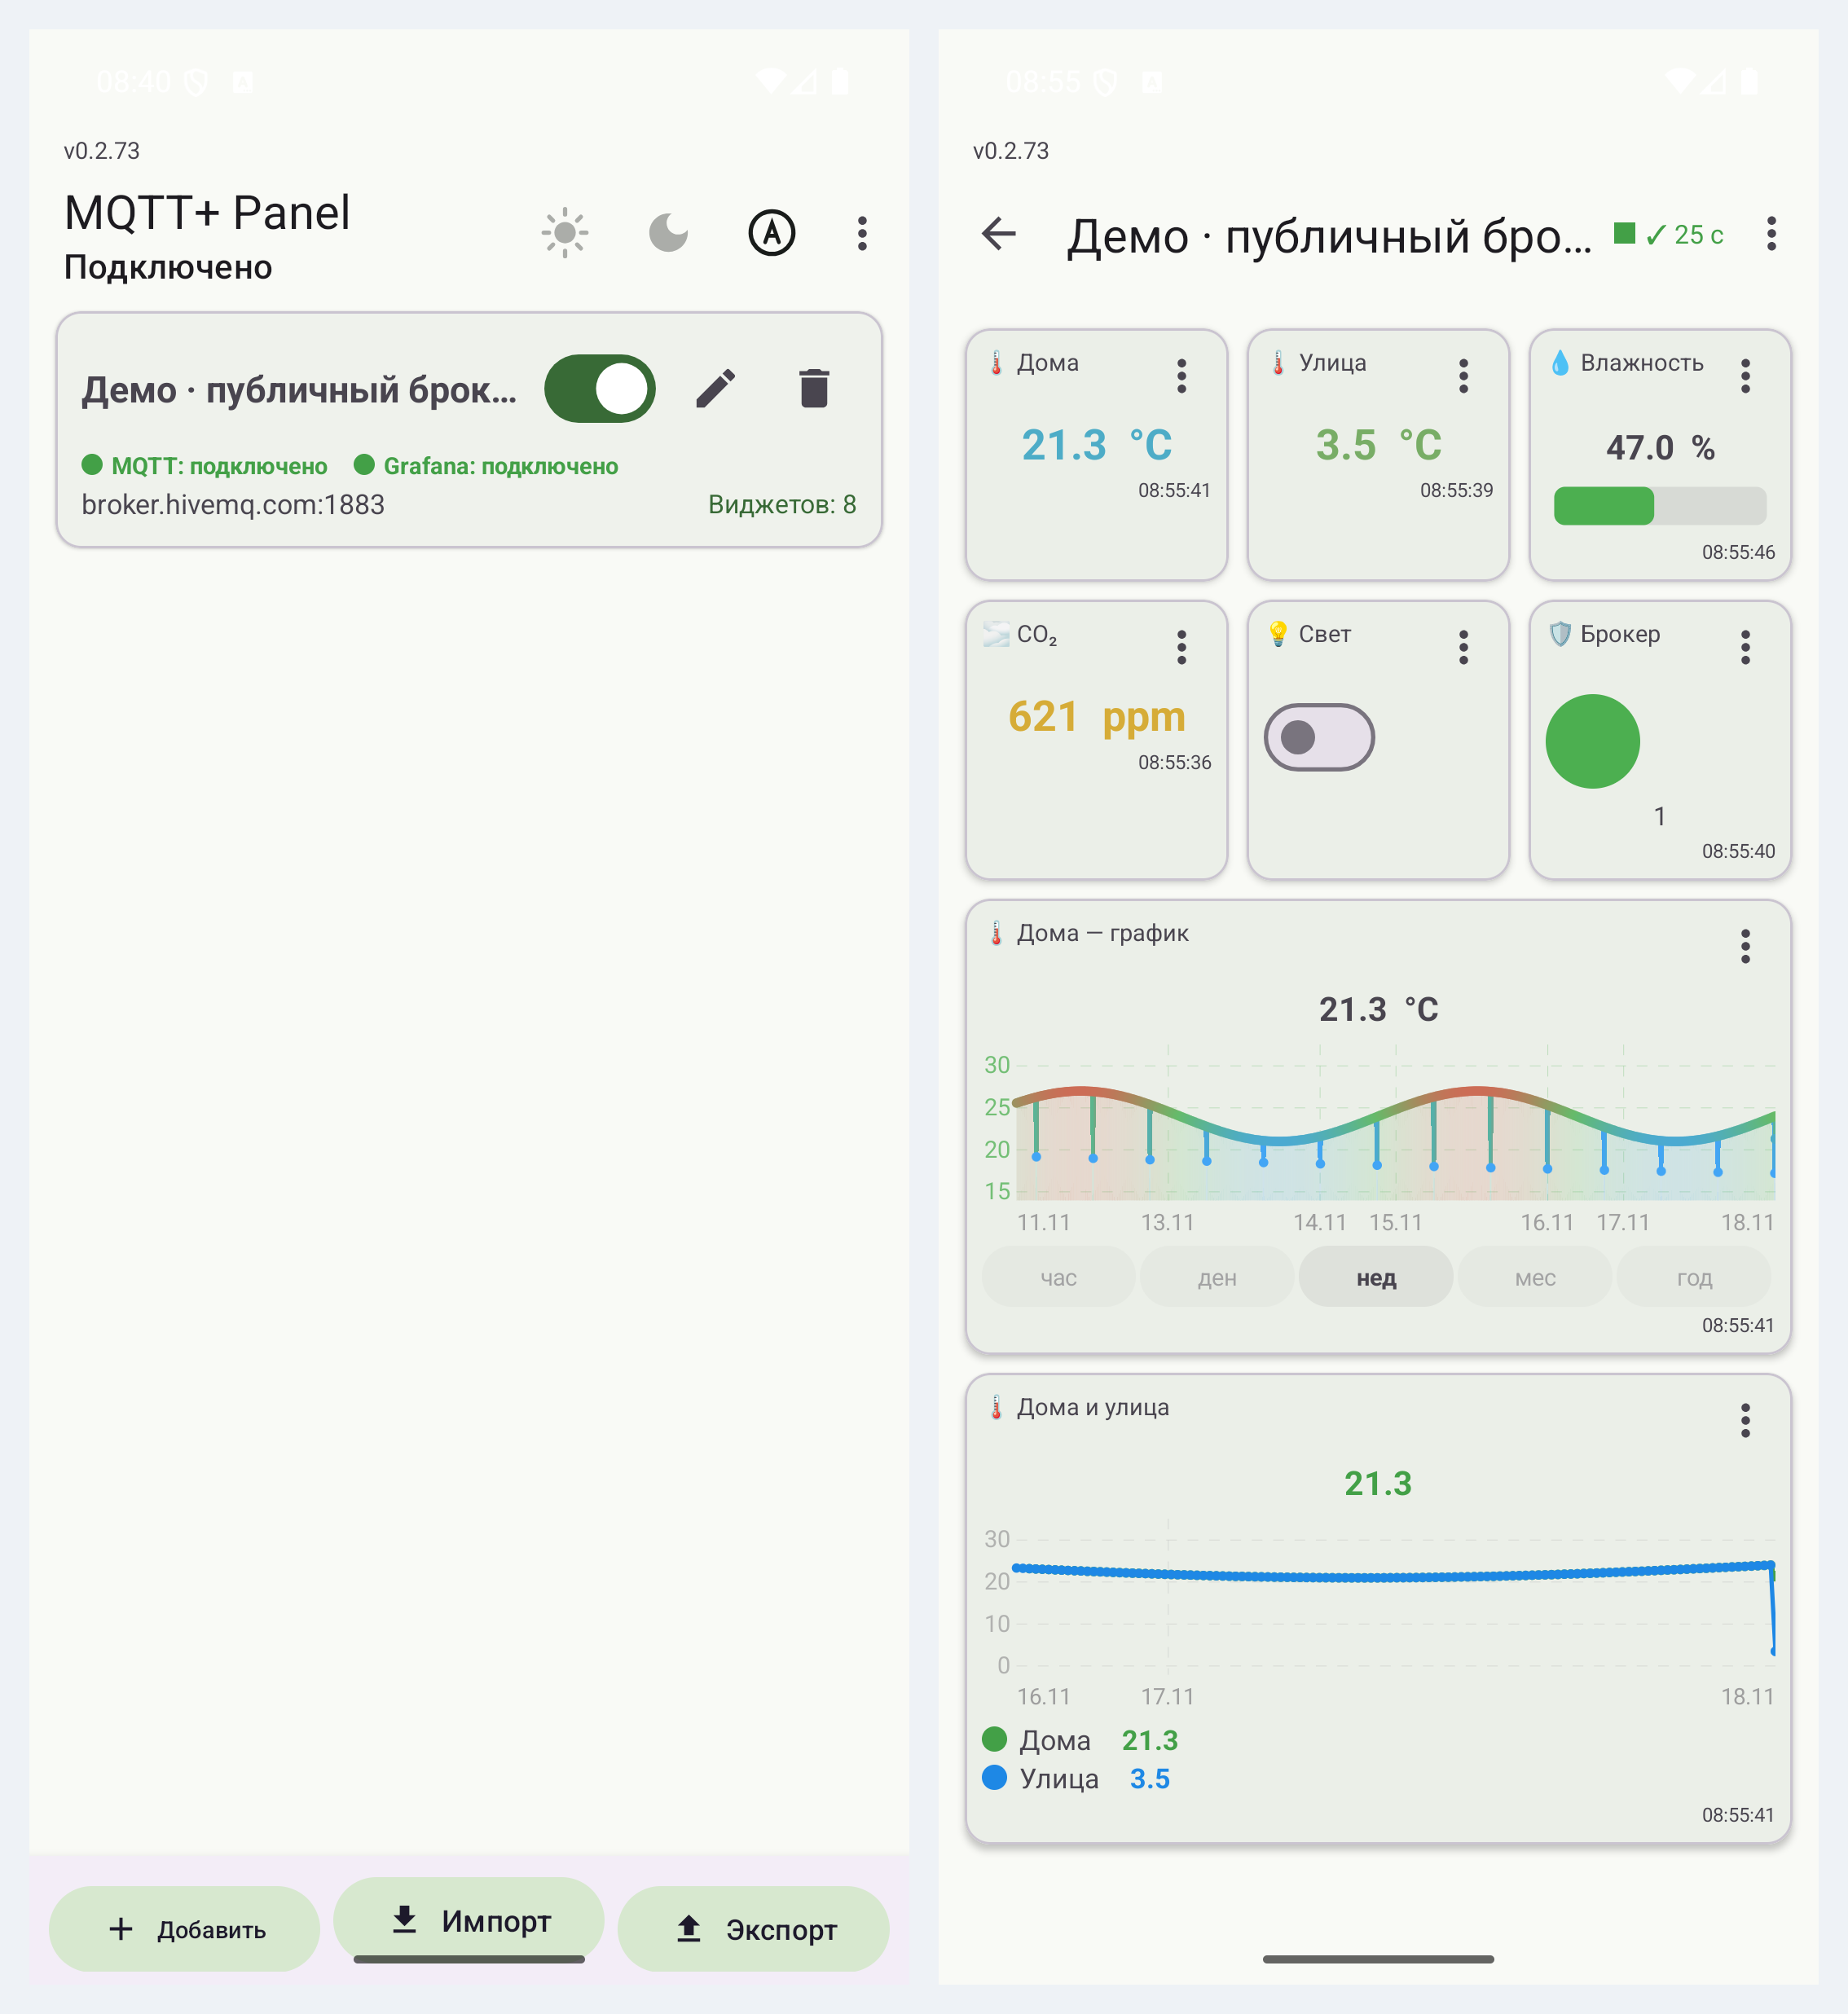 08:40
v0.2.73
MQTT+ Panel
Подключено
Демо · публичный брок...
MQTT: подключено Grafana: подключено
broker.hivemq.com:1883 Виджетов: 8
Добавить Импорт Экспорт
08:55
v0.2.73
Демо · публичный бро... ✓ 25 с
Дома Улица Влажность
21.3 °C 3.5 °C 47.0 %
08:55:41 08:55:39
08:55:46
CO₂ Свет Брокер
621 ppm
08:55:36
1
08:55:40
Дома — график
21.3 °C
30
25
20
15
11.11 13.11 14.11 15.11 16.11 17.11 18.11
час ден нед мес год
08:55:41
Дома и улица
21.3
30
20
10
0
16.11 17.11 18.11
Дома 21.3
Улица 3.5
08:55:41